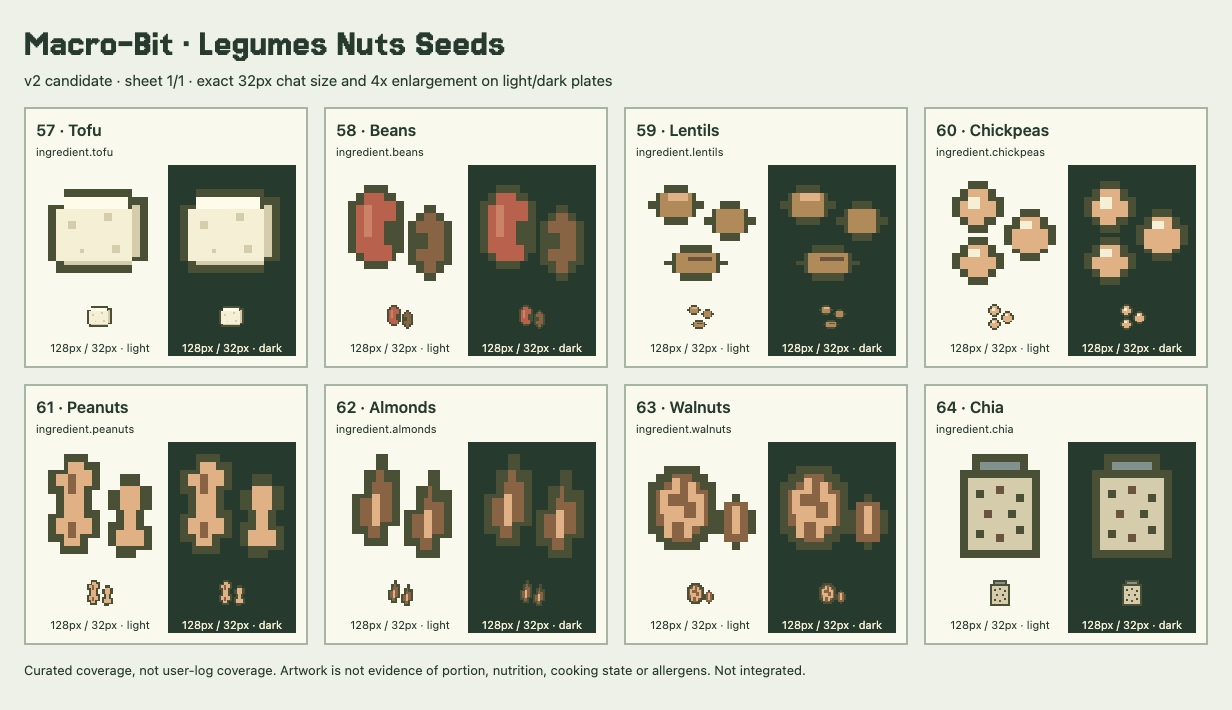 Macro-Bit · Legumes Nuts Seeds
v2 candidate · sheet 1/1 · exact 32px chat size and 4x enlargement on light/dark plates
57 · Tofu
ingredient.tofu
128px / 32px · light
128px / 32px · dark
58 · Beans
ingredient.beans
128px / 32px · light
128px / 32px · dark
59 · Lentils
ingredient.lentils
128px / 32px · light
128px / 32px · dark
60 · Chickpeas
ingredient.chickpeas
128px / 32px · light
128px / 32px · dark
61 · Peanuts
ingredient.peanuts
128px / 32px · light
128px / 32px · dark
62 · Almonds
ingredient.almonds
128px / 32px · light
128px / 32px · dark
63 · Walnuts
ingredient.walnuts
128px / 32px · light
128px / 32px · dark
64 · Chia
ingredient.chia
128px / 32px · light
128px / 32px · dark
Curated coverage, not user-log coverage. Artwork is not evidence of portion, nutrition, cooking state or allergens. Not integrated.